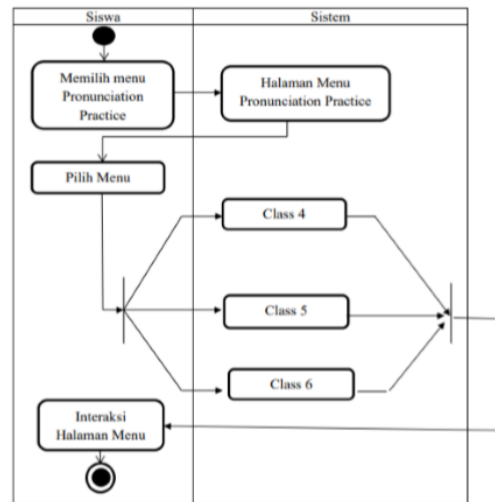 Siswa
Sistem
Memilih menu
Pronunciation
Practice
Halaman Menu
Pronunciation Practice
Pilih Menu
Class 4
Class 5
Class 6
Interaksi
Halaman Menu